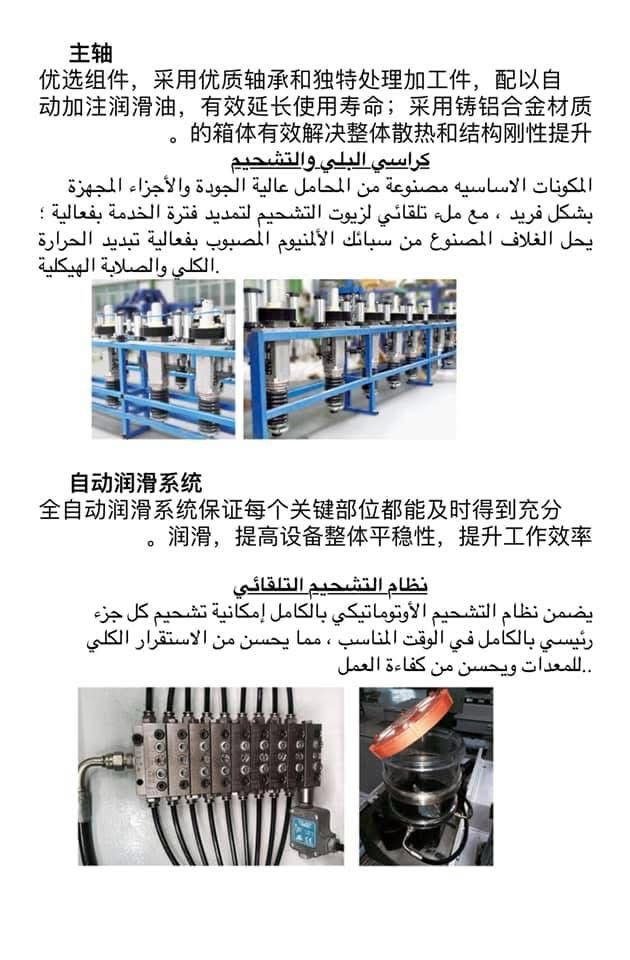 主轴
优选组件，采用优质轴承和独特处理加工件，配以自
动加注润滑油，有效延长使用寿命；采用铸铝合金材质
的箱体有效解决整体散热和结构刚性提升。
كراسي البلي والتشحيم
المكونات الاساسيه مصنوعة من المحامل عالية الجودة والأجزاء المجهزة
بشكل فريد ، مع ملء تلقائي لزيوت التشحيم لتمديد فترة الخدمة بفعالية ؛
يحل الغلاف المصنوع من سبائك الألمنيوم المصبوب بفعالية تبديد الحرارة
الكلي والصلابة الهيكلية.
自动润滑系统
全自动润滑系统保证每个关键部位都能及时得到充分
润滑，提高设备整体平稳性，提升工作效率。
نظام التشحيم التلقائي
يضمن نظام التشحيم الأوتوماتيكي بالكامل إمكانية تشحيم كل جزء
رئيسي بالكامل في الوقت المناسب ، مما يحسن من الاستقرار الكلي
للمعدات ويحسن من كفاءة العمل..